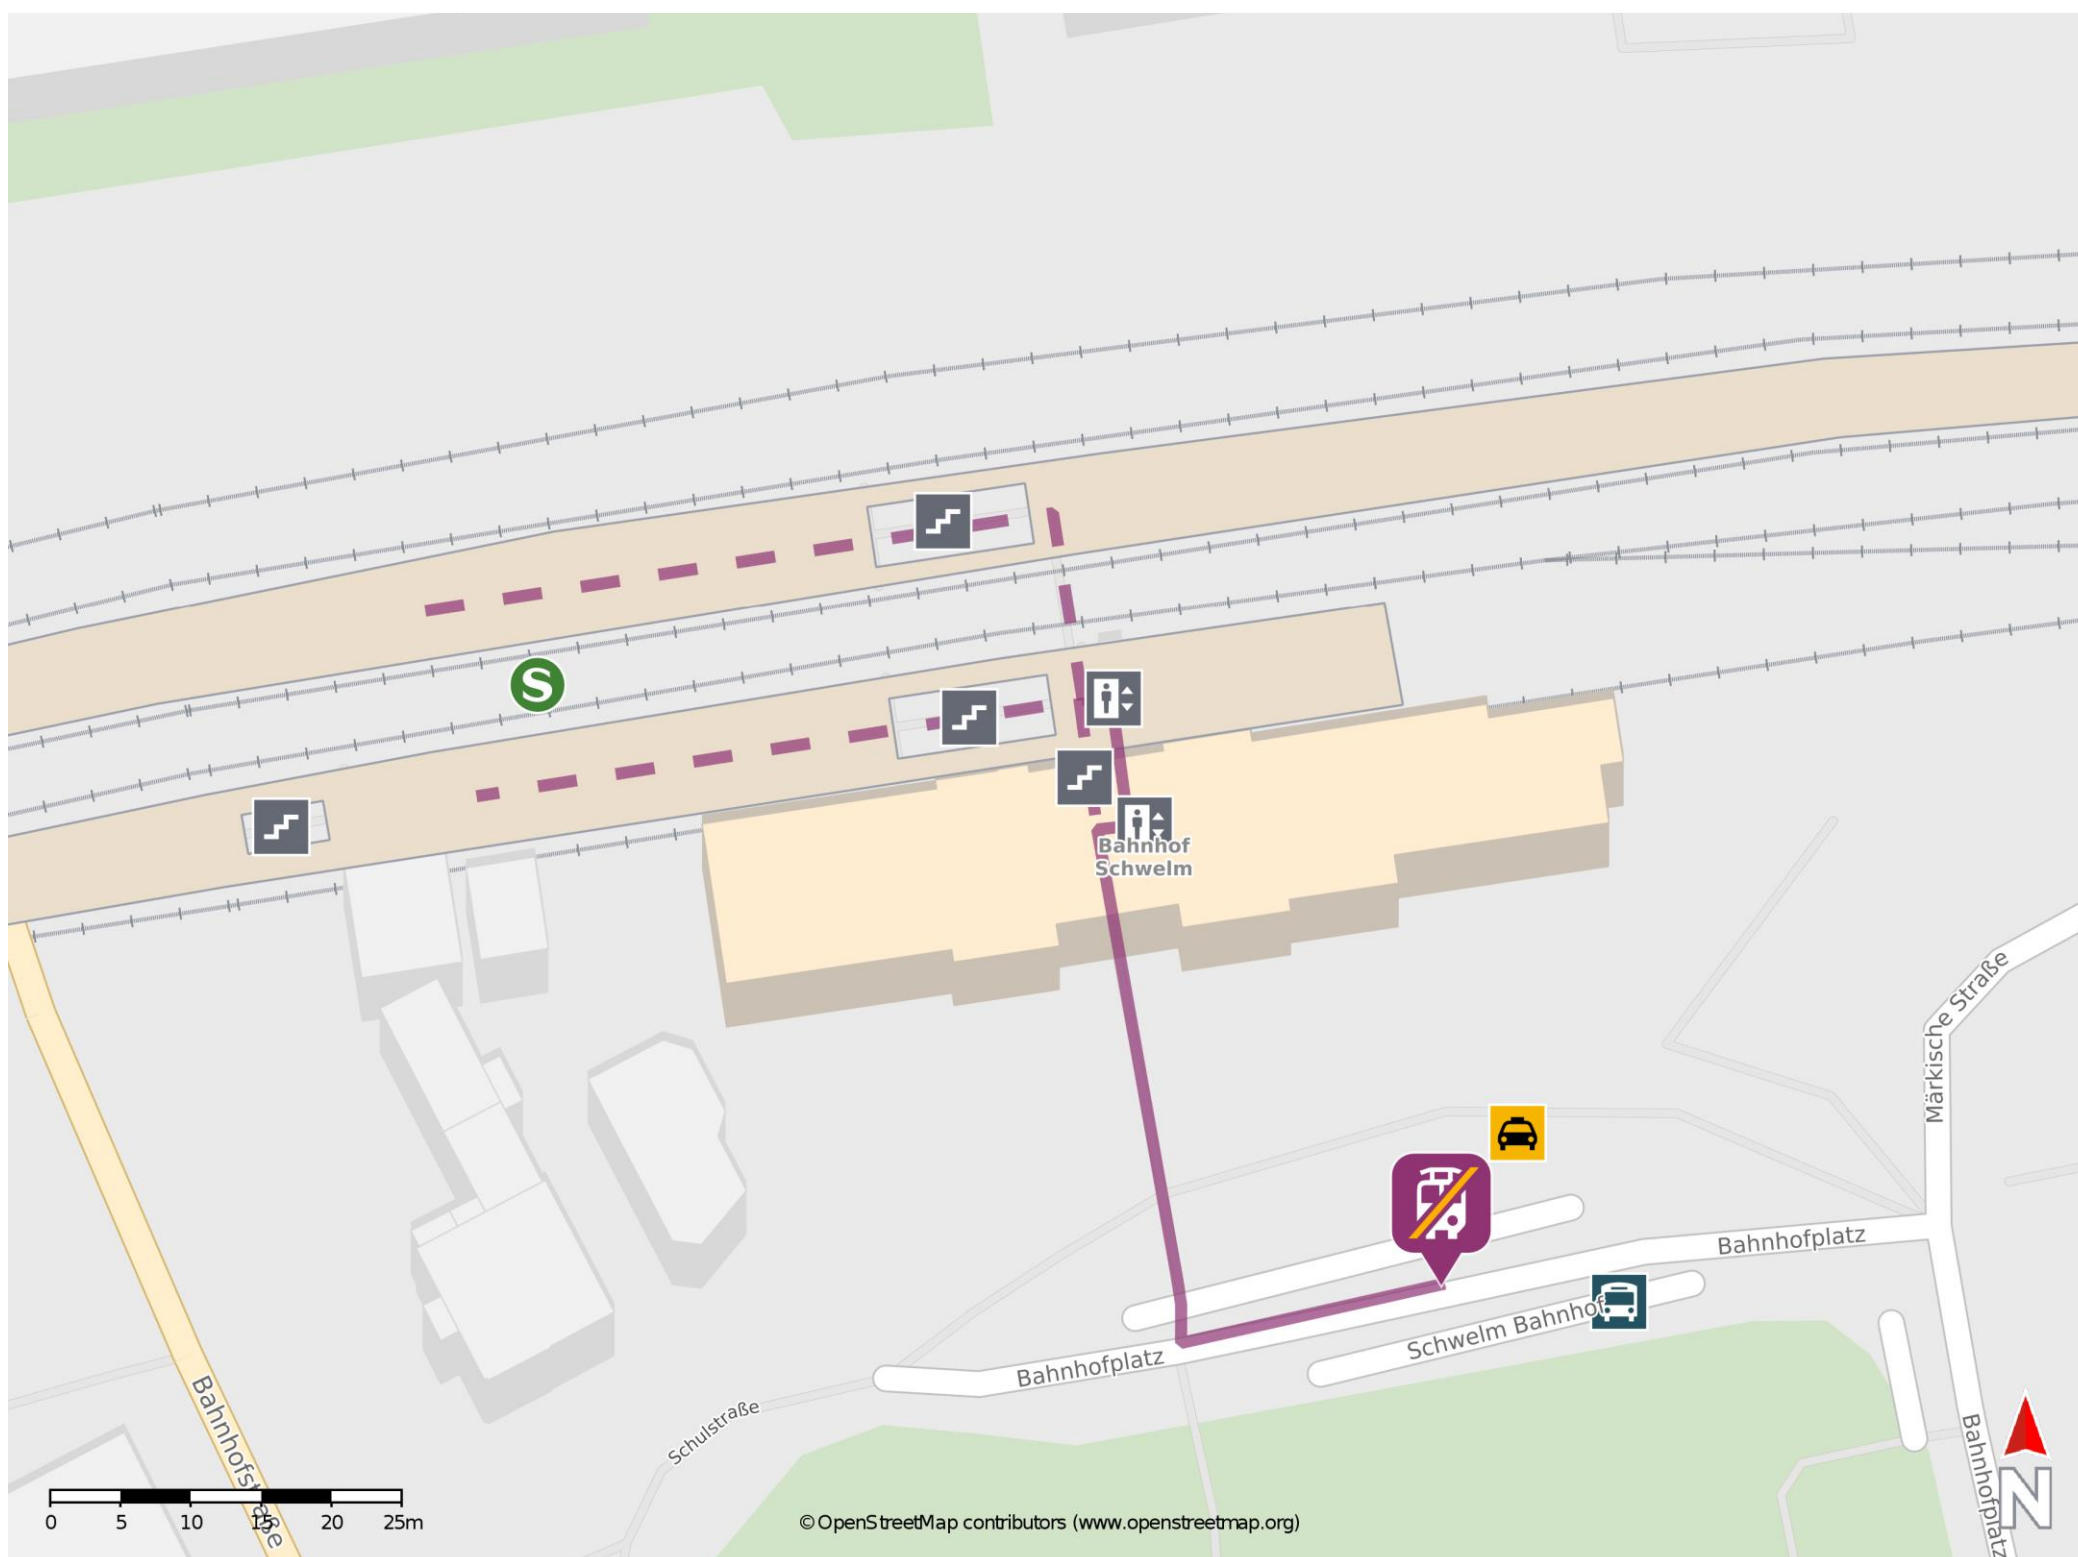 S
Bahnhof
Schwelm
Märkische Straße
Bahnhofplatz
Schwelm Bahnhof
Bahnhofplatz
Schulstraße
Bahnhofstraße
Bahnhofplatz
N
0 5 10 15 20 25m
© OpenStreetMap contributors (www.openstreetmap.org)